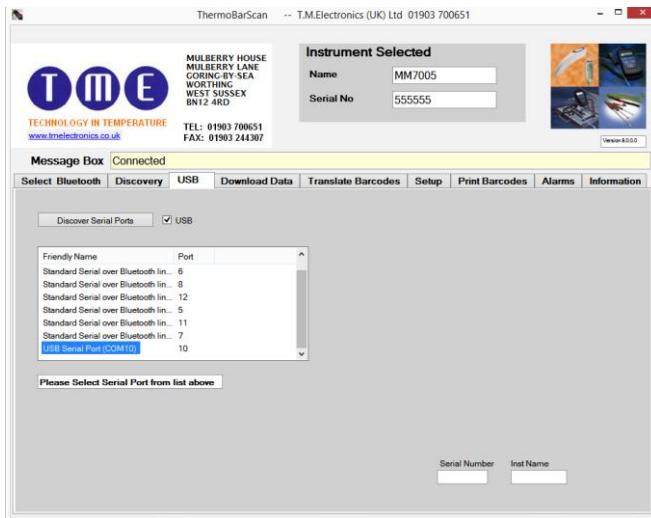 ThermoBarScan -- T.M.Electronics (UK) Ltd 01903 700651
TME
TECHNOLOGY IN TEMPERATURE
www.tmelectronics.co.uk
MULBERRY HOUSE
MULBERRY LANE
GORING-BY-SEA
WORTHING
WEST SUSSEX
BN12 4RD
TEL: 01903 700651
FAX: 01903 244307
Instrument Selected
Name MM7005
Serial No 555555
Version 8.0.0.0
Message Box Connected
Select Bluetooth Discovery USB Download Data Translate Barcodes Setup Print Barcodes Alarms Information
Discover Serial Ports USB
Friendly Name Port
Standard Serial over Bluetooth lin... 6
Standard Serial over Bluetooth lin... 8
Standard Serial over Bluetooth lin... 12
Standard Serial over Bluetooth lin... 5
Standard Serial over Bluetooth lin... 11
Standard Serial over Bluetooth lin... 7
USB Serial Port (COM10) 10
Please Select Serial Port from list above
Serial Number Inst Name